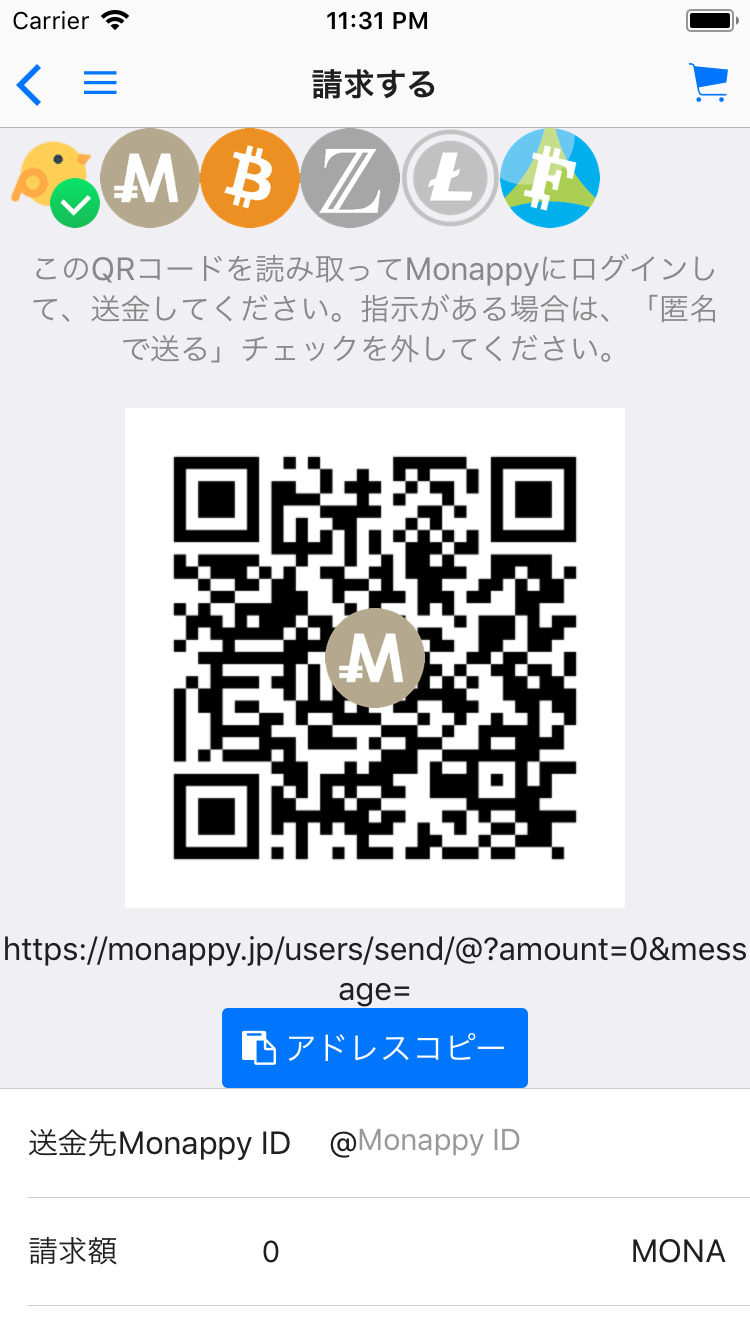 Carrier 11:31 PM
請求する
このQRコードを読み取ってMonappyにログインし
て、送金してください。指示がある場合は、「匿名
で送る」チェックを外してください。
https://monappy.jp/users/send/@?amount=0&mess
age=
アドレスコピー
送金先Monappy ID @Monappy ID
請求額 0 MONA